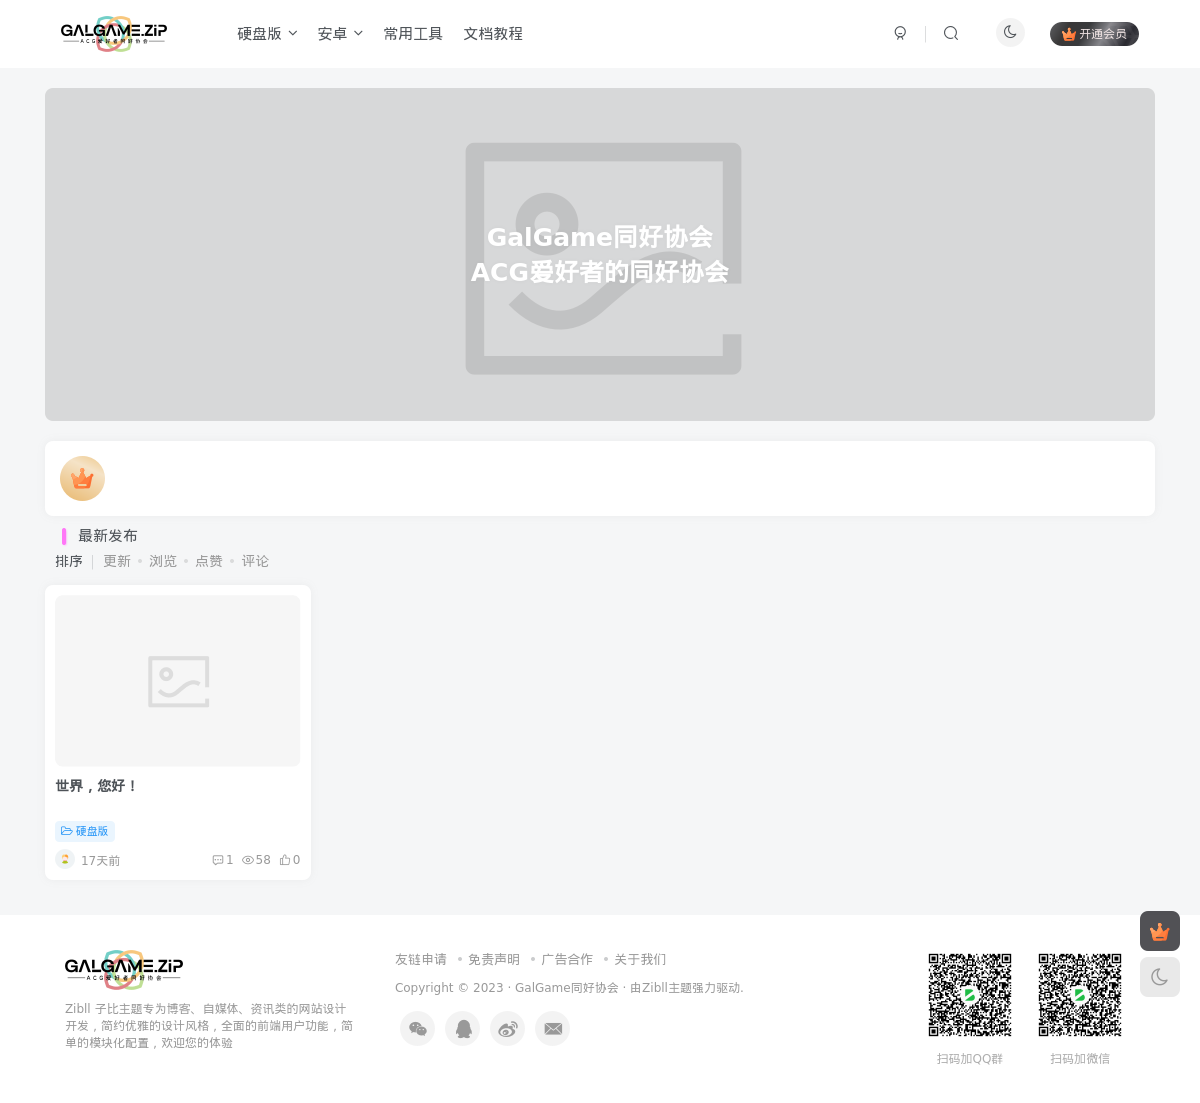 GALGAME.ZiP
ACG爱好者同好协会
硬盘版 安卓 常用工具 文档教程
开通会员
GalGame同好协会
ACG爱好者的同好协会
最新发布
排序 更新 浏览 点赞 评论
世界，您好！
硬盘版
17天前 1 58 0
GALGAME.ZiP
ACG爱好者同好协会
Zibll 子比主题专为博客、自媒体、资讯类的网站设计
开发，简约优雅的设计风格，全面的前端用户功能，简
单的模块化配置，欢迎您的体验
友链申请 免责声明 广告合作 关于我们
Copyright © 2023 · GalGame同好协会 · 由Zibll主题强力驱动.
扫码加QQ群
扫码加微信